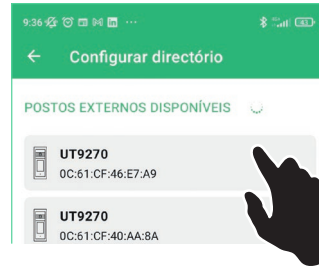 9:36
43
Configurar directório
POSTOS EXTERNOS DISPONÍVEIS
UT9270
0C:61:CF:46:E7:A9
UT9270
0C:61:CF:40:AA:8A